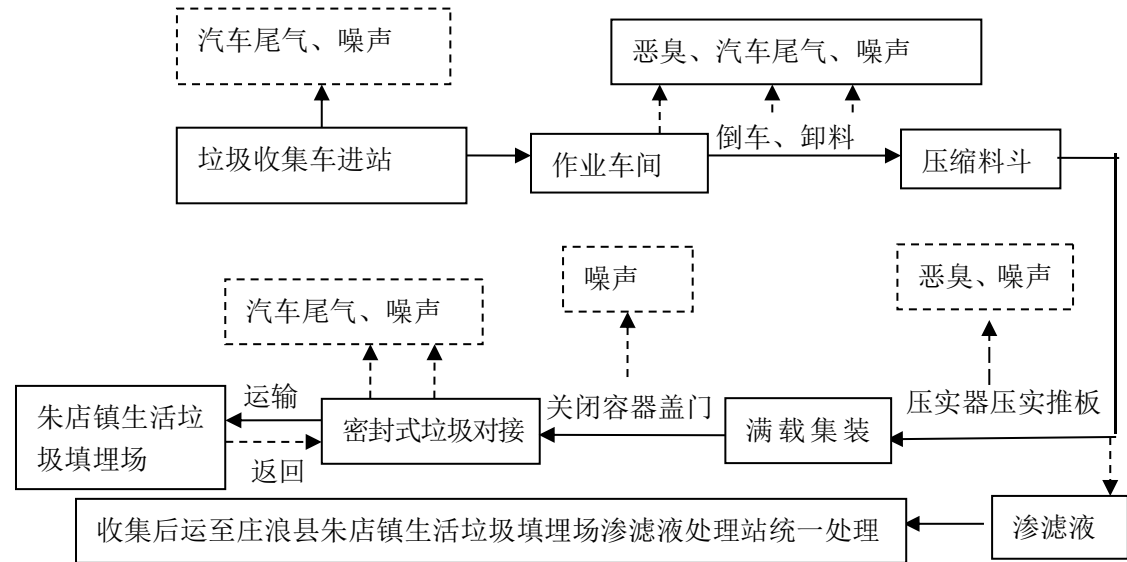 汽车尾气、噪声
恶臭、汽车尾气、噪声
垃圾收集车进站
作业车间
倒车、卸料
压缩料斗
汽车尾气、噪声
噪声
恶臭、噪声
朱店镇生活垃
圾填埋场
运输
返回
密封式垃圾对接
关闭容器盖门
满载集装
压实器压实推板
收集后运至庄浪县朱店镇生活垃圾填埋场渗滤液处理站统一处理
渗滤液